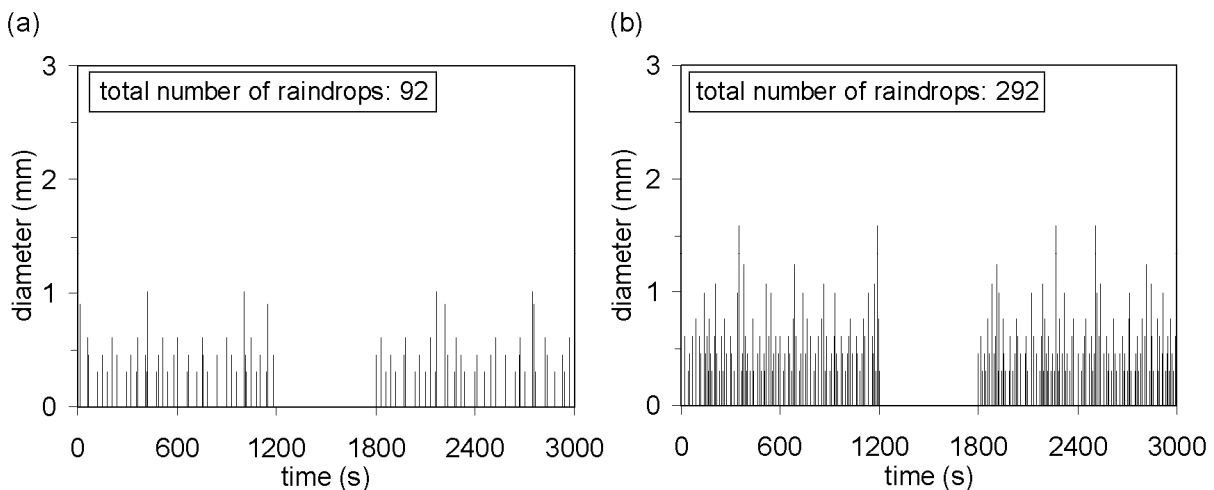 (a)
total number of raindrops: 92
diameter (mm)
3
2
1
0
0 600 1200 1800 2400 3000
time (s)
(b)
total number of raindrops: 292
diameter (mm)
3
2
1
0
0 600 1200 1800 2400 3000
time (s)